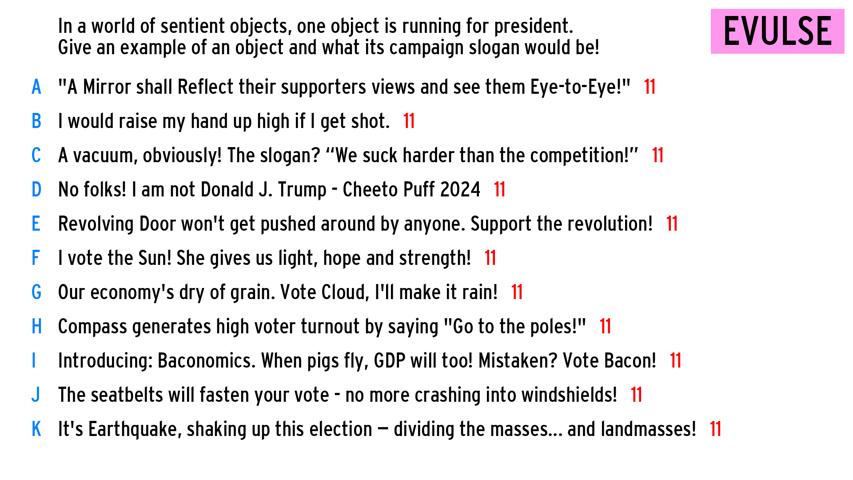 In a world of sentient objects, one object is running for president.
Give an example of an object and what its campaign slogan would be!
EVULSE
A "A Mirror shall Reflect their supporters views and see them Eye-to-Eye!" 11
B I would raise my hand up high if I get shot. 11
C A vacuum, obviously! The slogan? “We suck harder than the competition!” 11
D No folks! I am not Donald J. Trump - Cheeto Puff 2024 11
E Revolving Door won't get pushed around by anyone. Support the revolution! 11
F I vote the Sun! She gives us light, hope and strength! 11
G Our economy's dry of grain. Vote Cloud, I'll make it rain! 11
H Compass generates high voter turnout by saying "Go to the poles!" 11
I Introducing: Baconomics. When pigs fly, GDP will too! Mistaken? Vote Bacon! 11
J The seatbelts will fasten your vote - no more crashing into windshields! 11
K It's Earthquake, shaking up this election – dividing the masses... and landmasses! 11